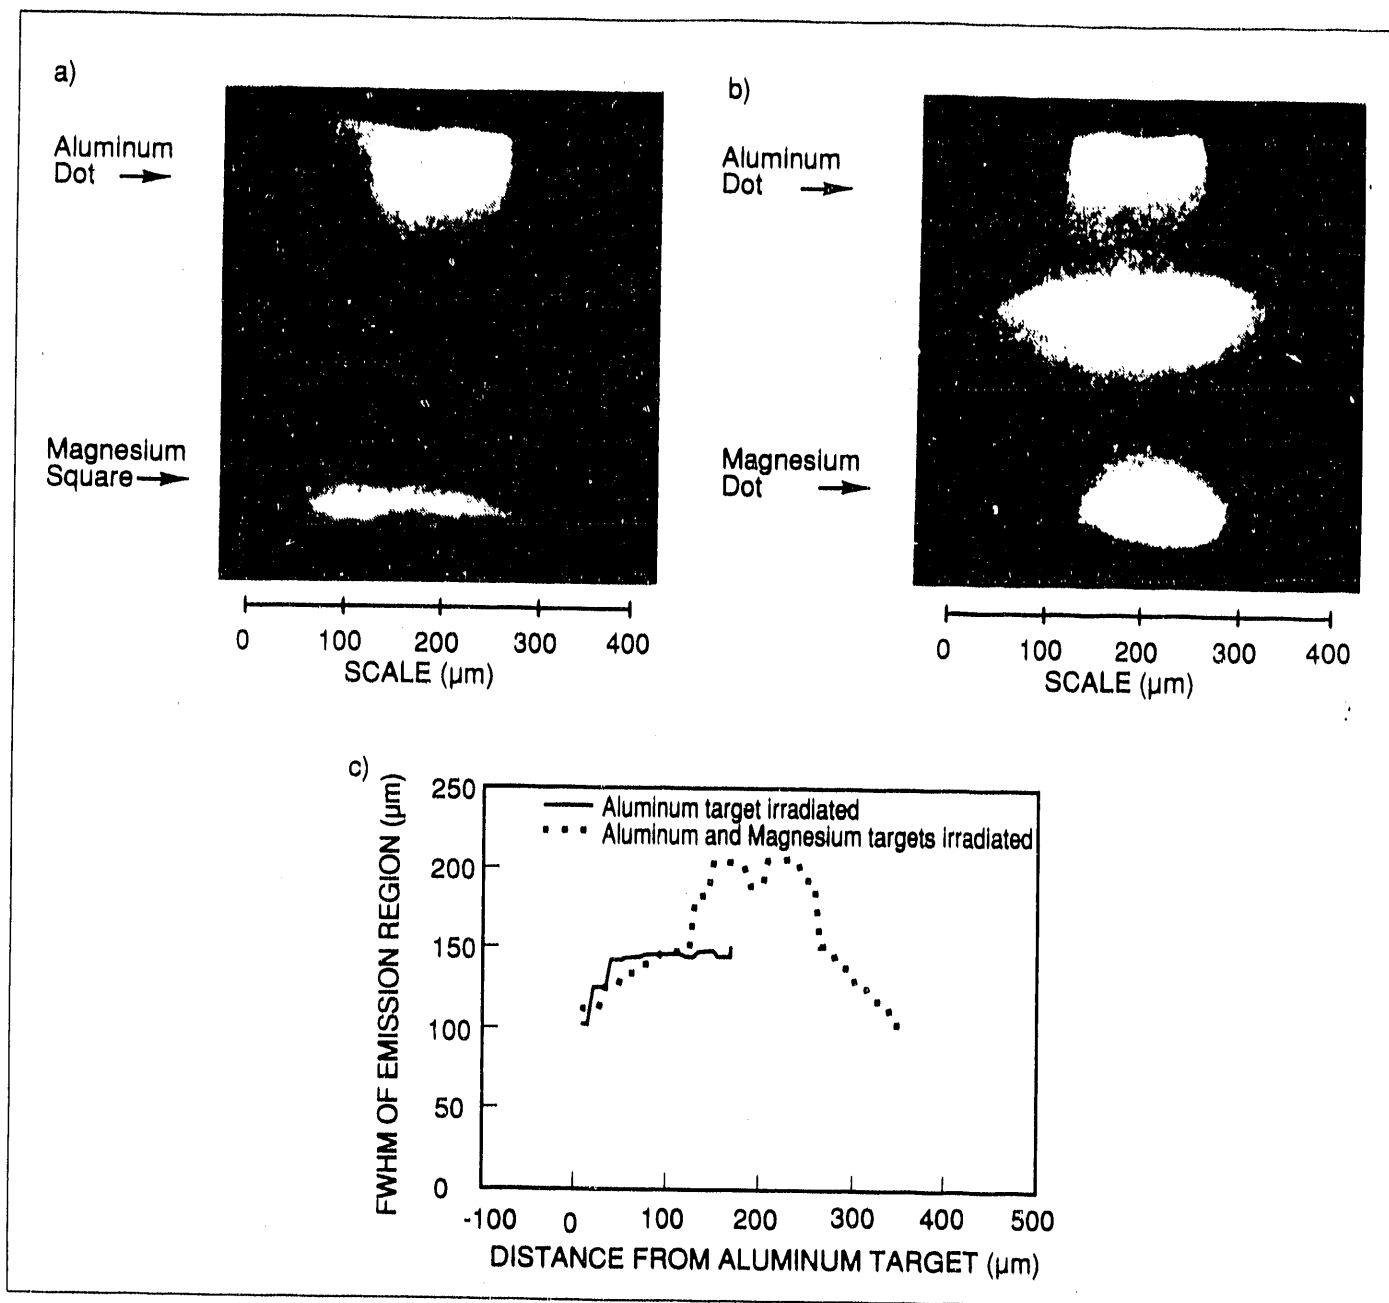 a)
Aluminum
Dot
Magnesium
Square
0 100 200 300 400
SCALE (µm)
b)
Aluminum
Dot
Magnesium
Dot
0 100 200 300 400
SCALE (µm)
c)
FWHM OF EMISSION REGION (µm)
250
200
150
100
50
0
Aluminum target irradiated
Aluminum and Magnesium targets irradiated
-100 0 100 200 300 400 500
DISTANCE FROM ALUMINUM TARGET (µm)